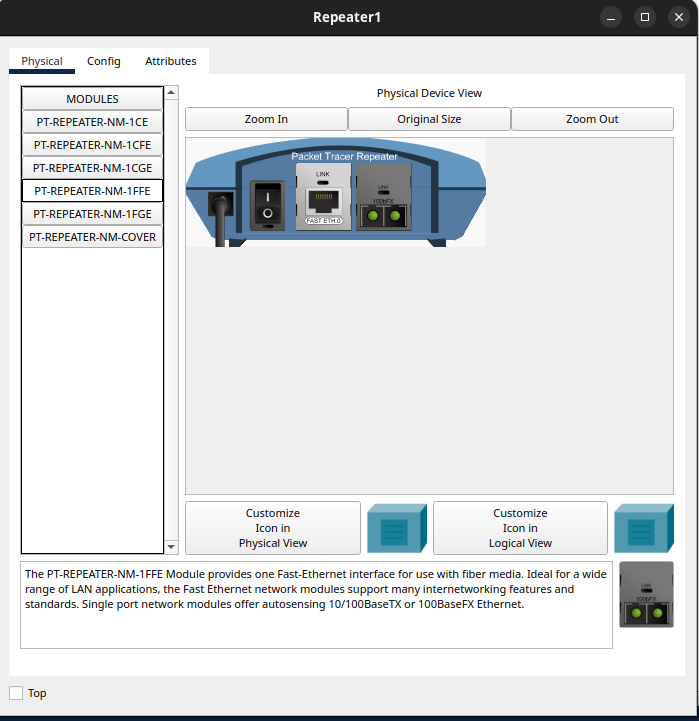 Repeater1
Physical
Config
Attributes
MODULES
PT-REPEATER-NM-1CE
PT-REPEATER-NM-1CFE
PT-REPEATER-NM-1CGE
PT-REPEATER-NM-1FFE
PT-REPEATER-NM-1FGE
PT-REPEATER-NM-COVER
Physical Device View
Zoom In
Original Size
Zoom Out
Packet Tracer Repeater
LINK
FAST ETH 0
LINK
100bFX
Customize
Icon in
Physical View
Customize
Icon in
Logical View
The PT-REPEATER-NM-1FFE Module provides one Fast-Ethernet interface for use with fiber media. Ideal for a wide
range of LAN applications, the Fast Ethernet network modules support many internetworking features and
standards. Single port network modules offer autosensing 10/100BaseTX or 100BaseFX Ethernet.
LINK
100bFX
Top